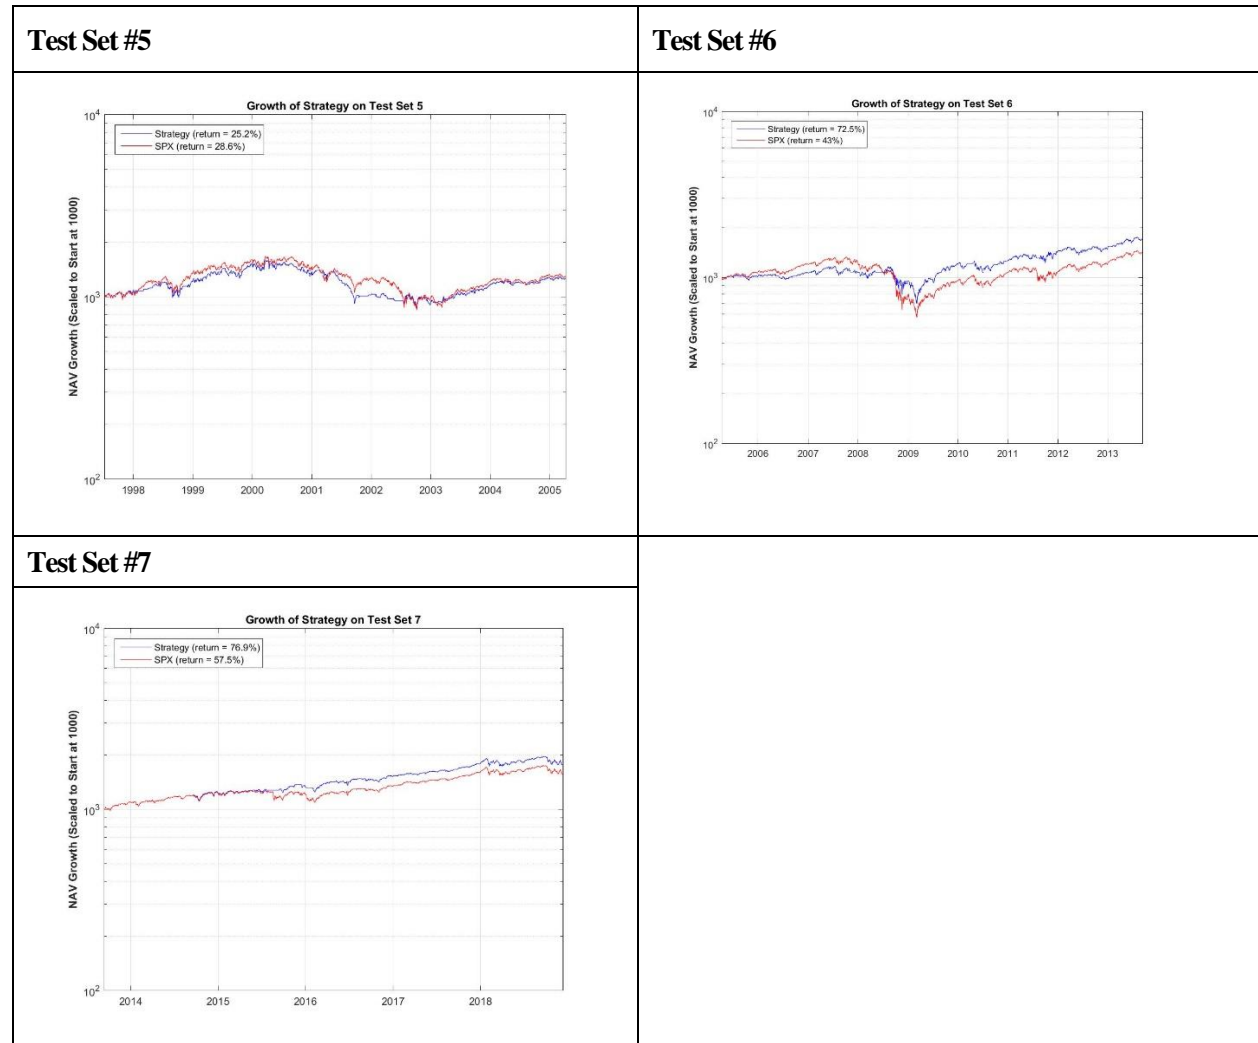 Test Set #5
Test Set #6
Growth of Strategy on Test Set 5
10^4
Strategy (return = 25.2%)
SPX (return = 28.6%)
NAV Growth (Scaled to Start at 1000)
10^3
10^2
1998 1999 2000 2001 2002 2003 2004 2005
Growth of Strategy on Test Set 6
10^4
Strategy (return = 72.5%)
SPX (return = 43%)
NAV Growth (Scaled to Start at 1000)
10^3
10^2
2006 2007 2008 2009 2010 2011 2012 2013
Test Set #7
Growth of Strategy on Test Set 7
10^4
Strategy (return = 76.9%)
SPX (return = 57.5%)
NAV Growth (Scaled to Start at 1000)
10^3
10^2
2014 2015 2016 2017 2018